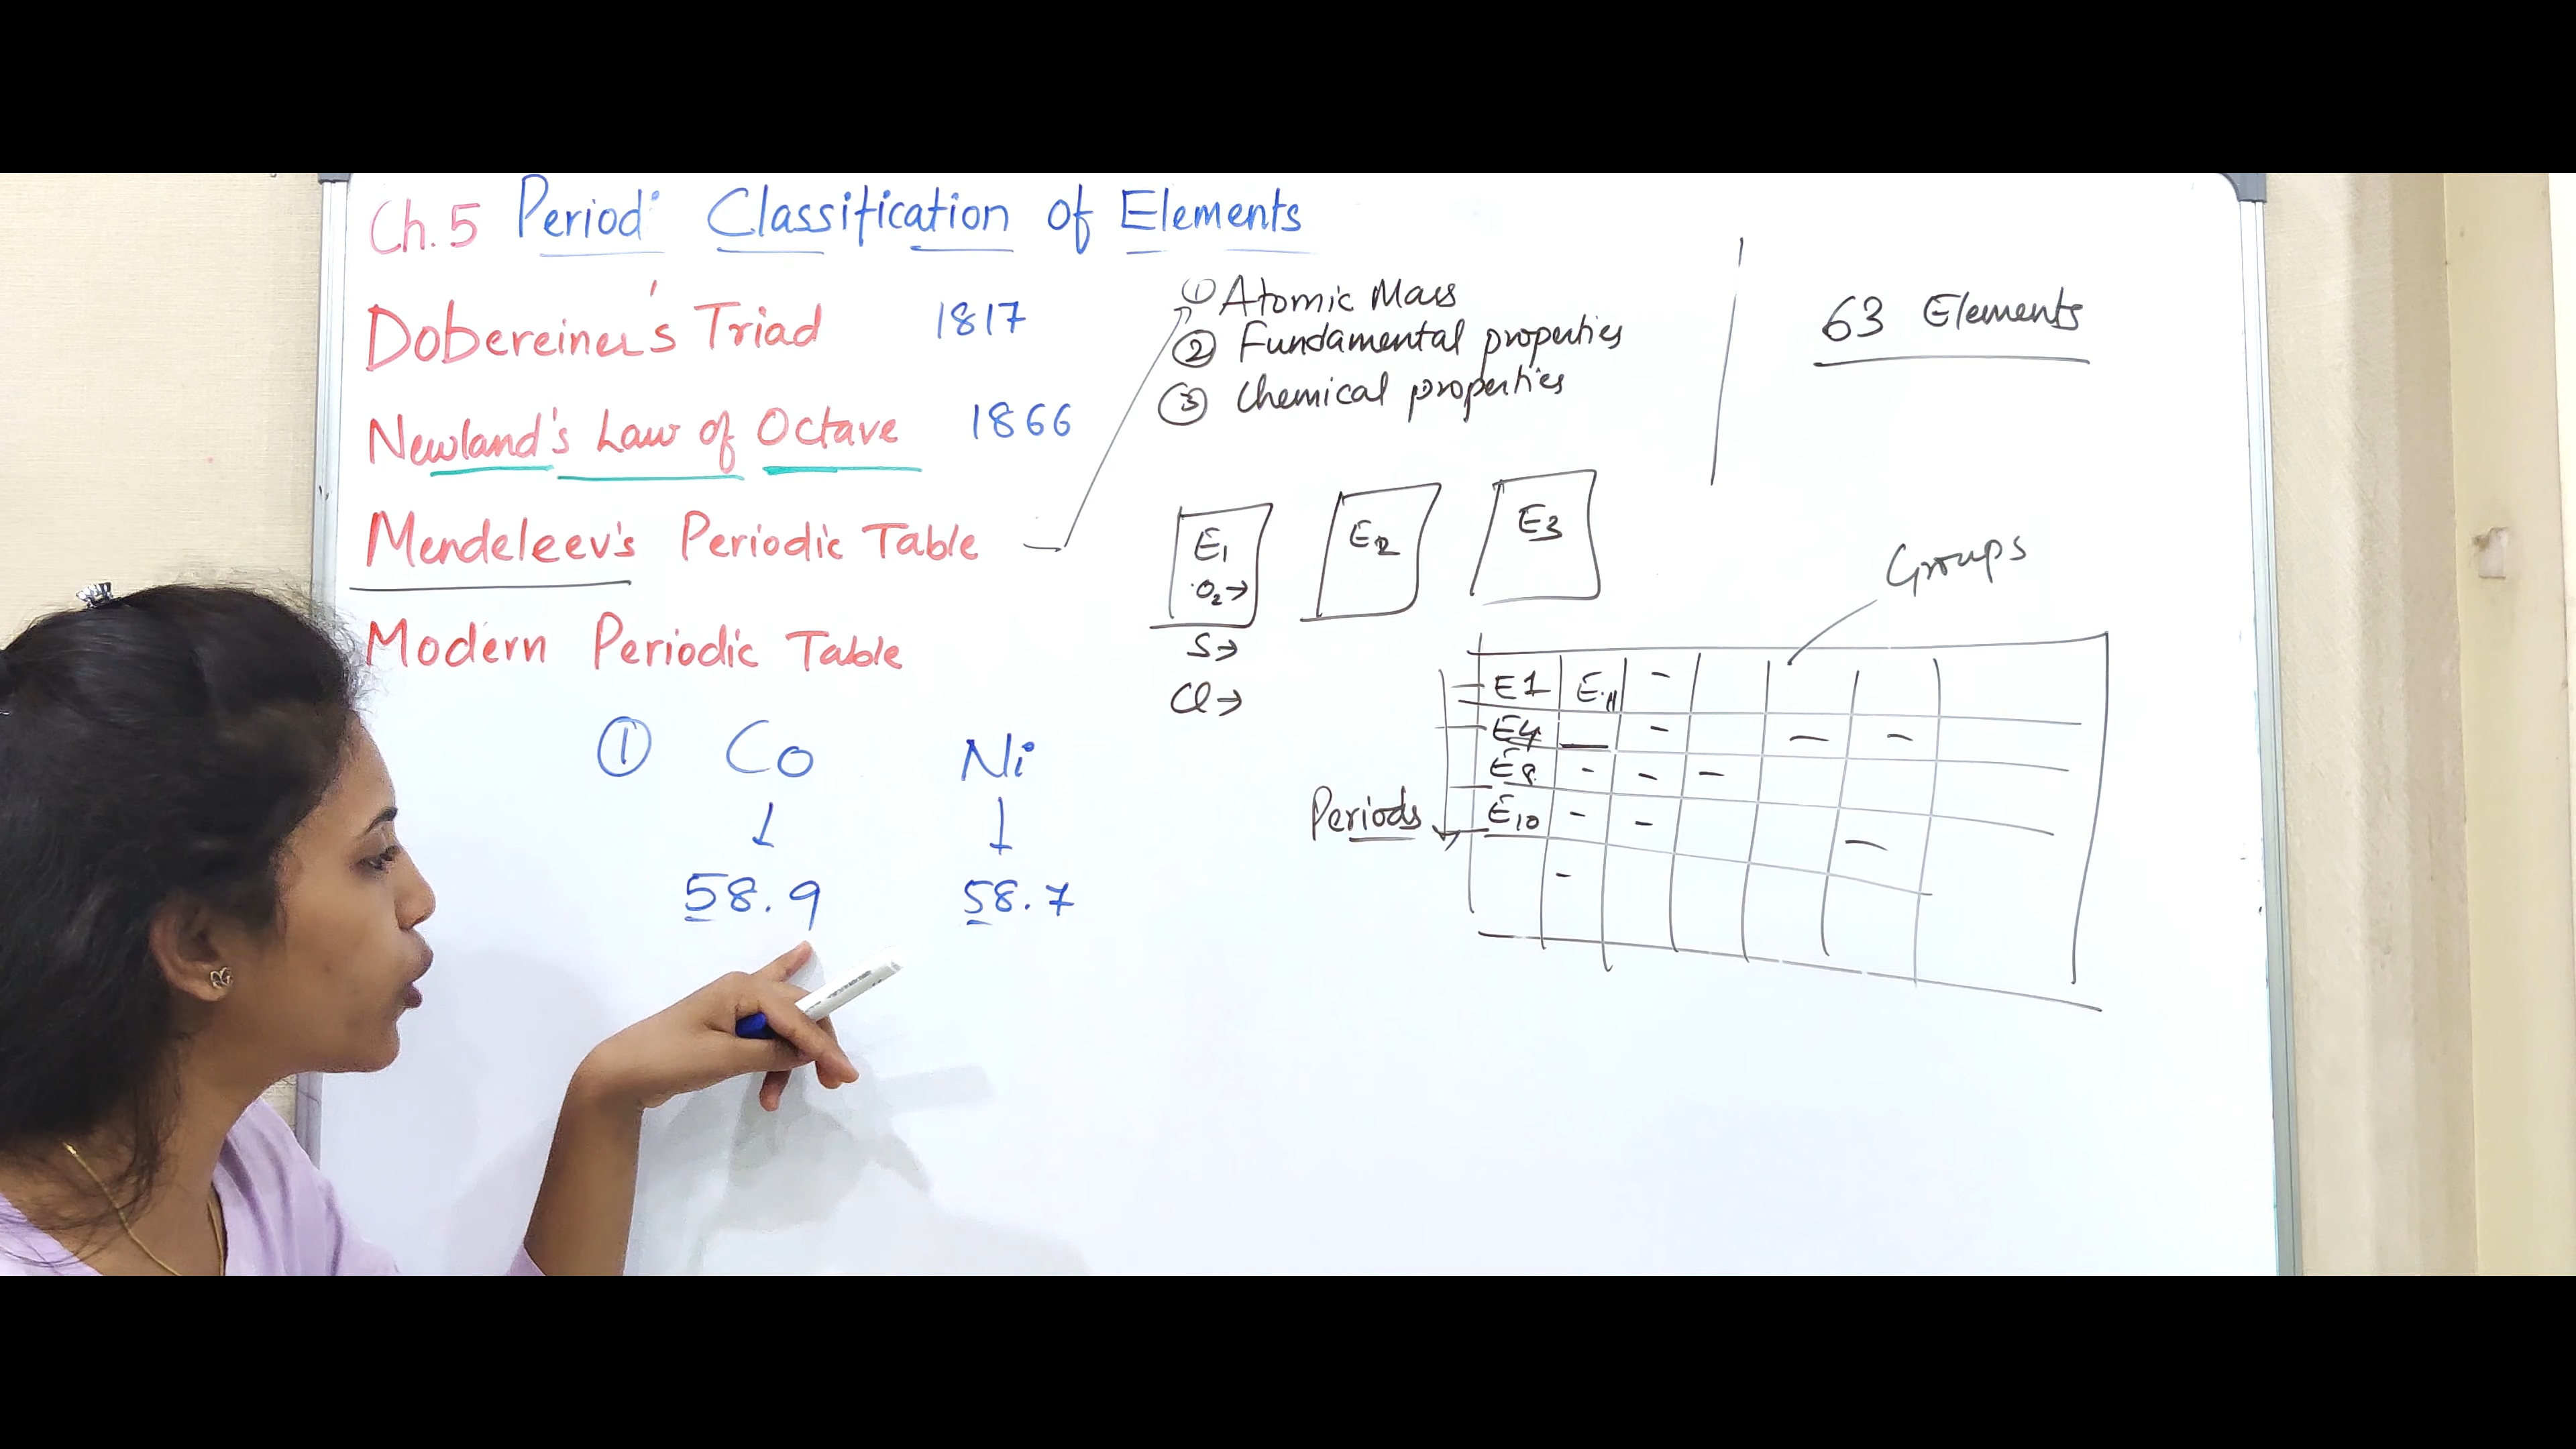 Ch.5 Periodi Classification of Elements
Dobereiner's Triad 1817
Newland's Law of Octave 1866
Mendeleev's Periodic Table
Modern Periodic Table
① Co Ni
58.9 58.7
① Atomic Mass
② Fundamental properties
③ Chemical properties
63 Elements
E1 E2 E3
O2→
S→
Cl→
Groups
Periods
E1 E11 -
E4 — - — -
E8 - - -
E10 - - —
-